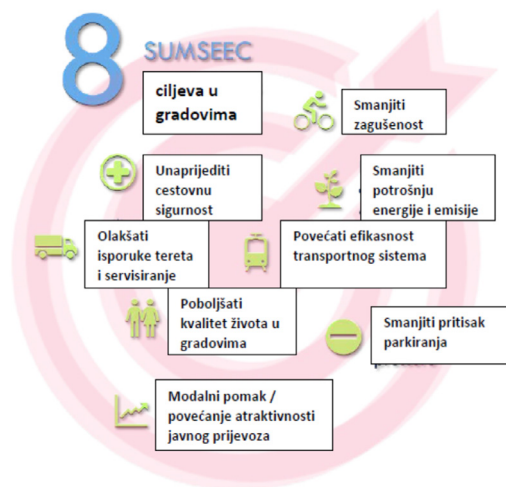 8 SUMSEEC
ciljeva u
gradovima
Smanjiti
zagušenost
Unaprijediti
cestovnu
sigurnost
Smanjiti
potrošnju
energije i emisije
Olakšati
isporuke tereta
i servisiranje
Povećati efikasnost
transportnog sistema
Poboljšati
kvalitet života u
gradovima
Smanjiti pritisak
parkiranja
Modalni pomak /
povećanje atraktivnosti
javnog prijevoza